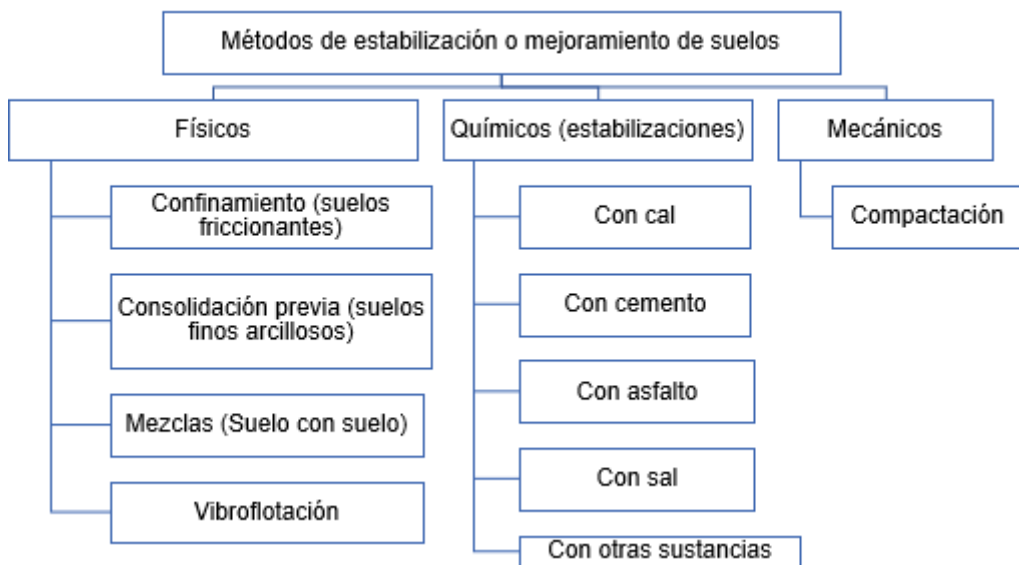 Métodos de estabilización o mejoramiento de suelos
Físicos
Químicos (estabilizaciones)
Mecánicos
Confinamiento (suelos
friccionantes)
Consolidación previa (suelos
finos arcillosos)
Mezclas (Suelo con suelo)
Vibroflotación
Con cal
Con cemento
Con asfalto
Con sal
Con otras sustancias
Compactación